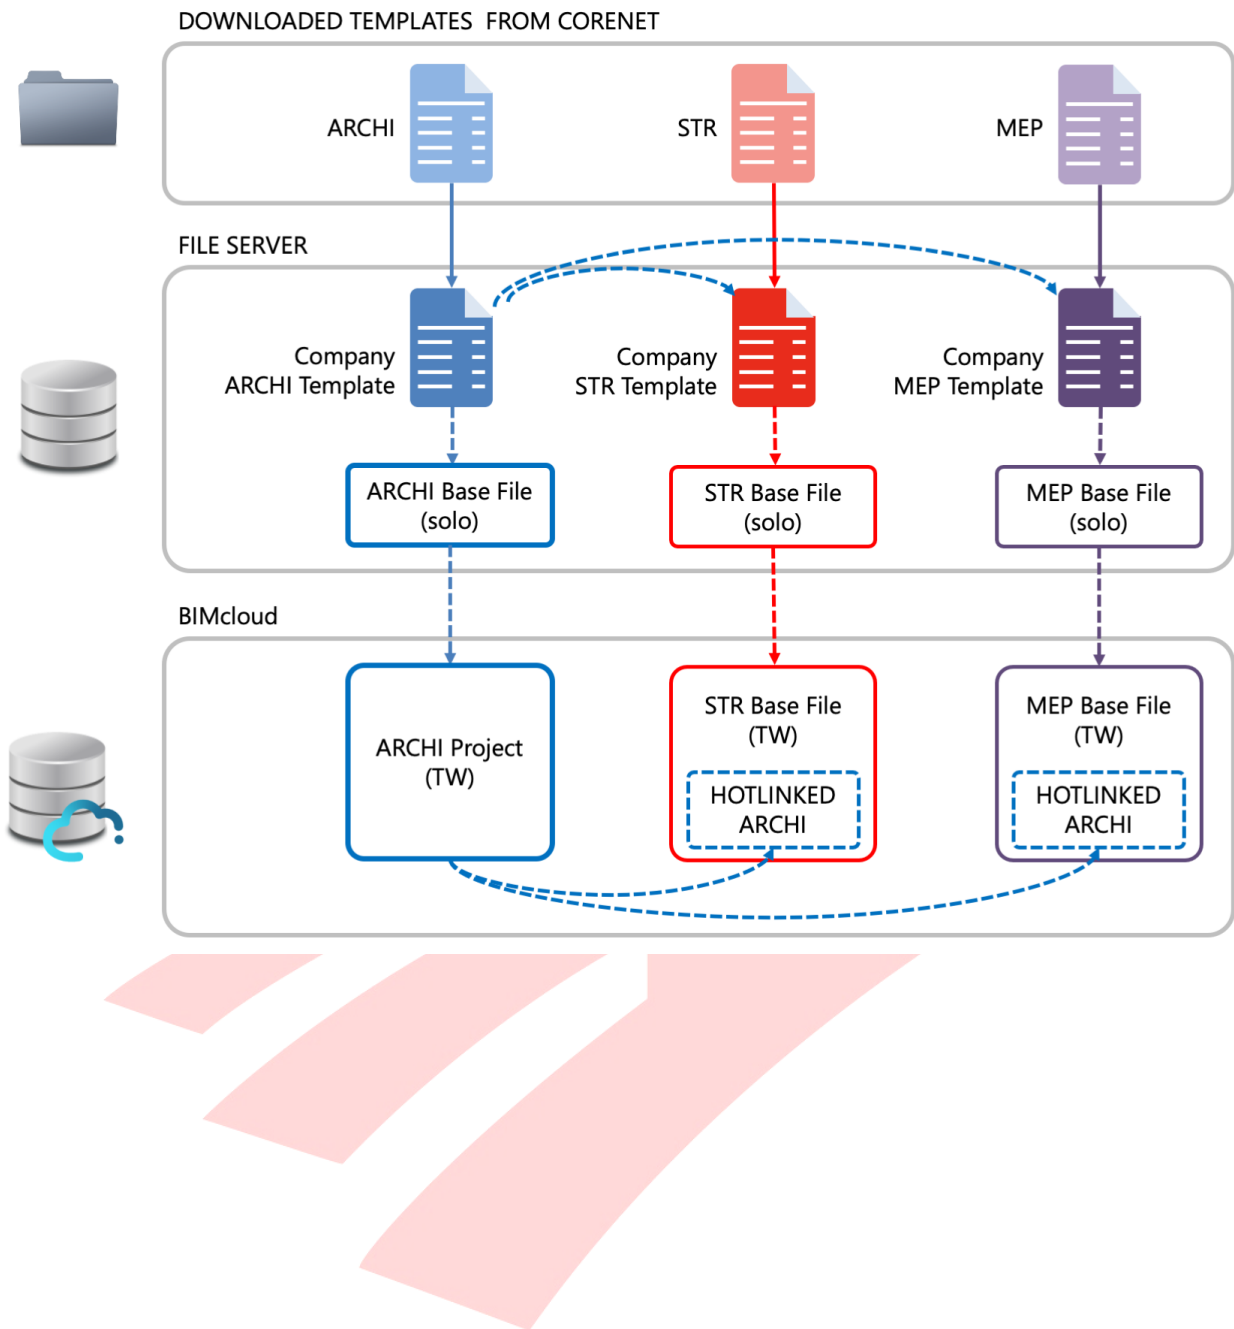 DOWNLOADED TEMPLATES FROM CORENET
ARCHI
STR
MEP
FILE SERVER
Company
ARCHI Template
Company
STR Template
Company
MEP Template
ARCHI Base File
(solo)
STR Base File
(solo)
MEP Base File
(solo)
BIMcloud
ARCHI Project
(TW)
STR Base File
(TW)
HOTLINKED
ARCHI
MEP Base File
(TW)
HOTLINKED
ARCHI